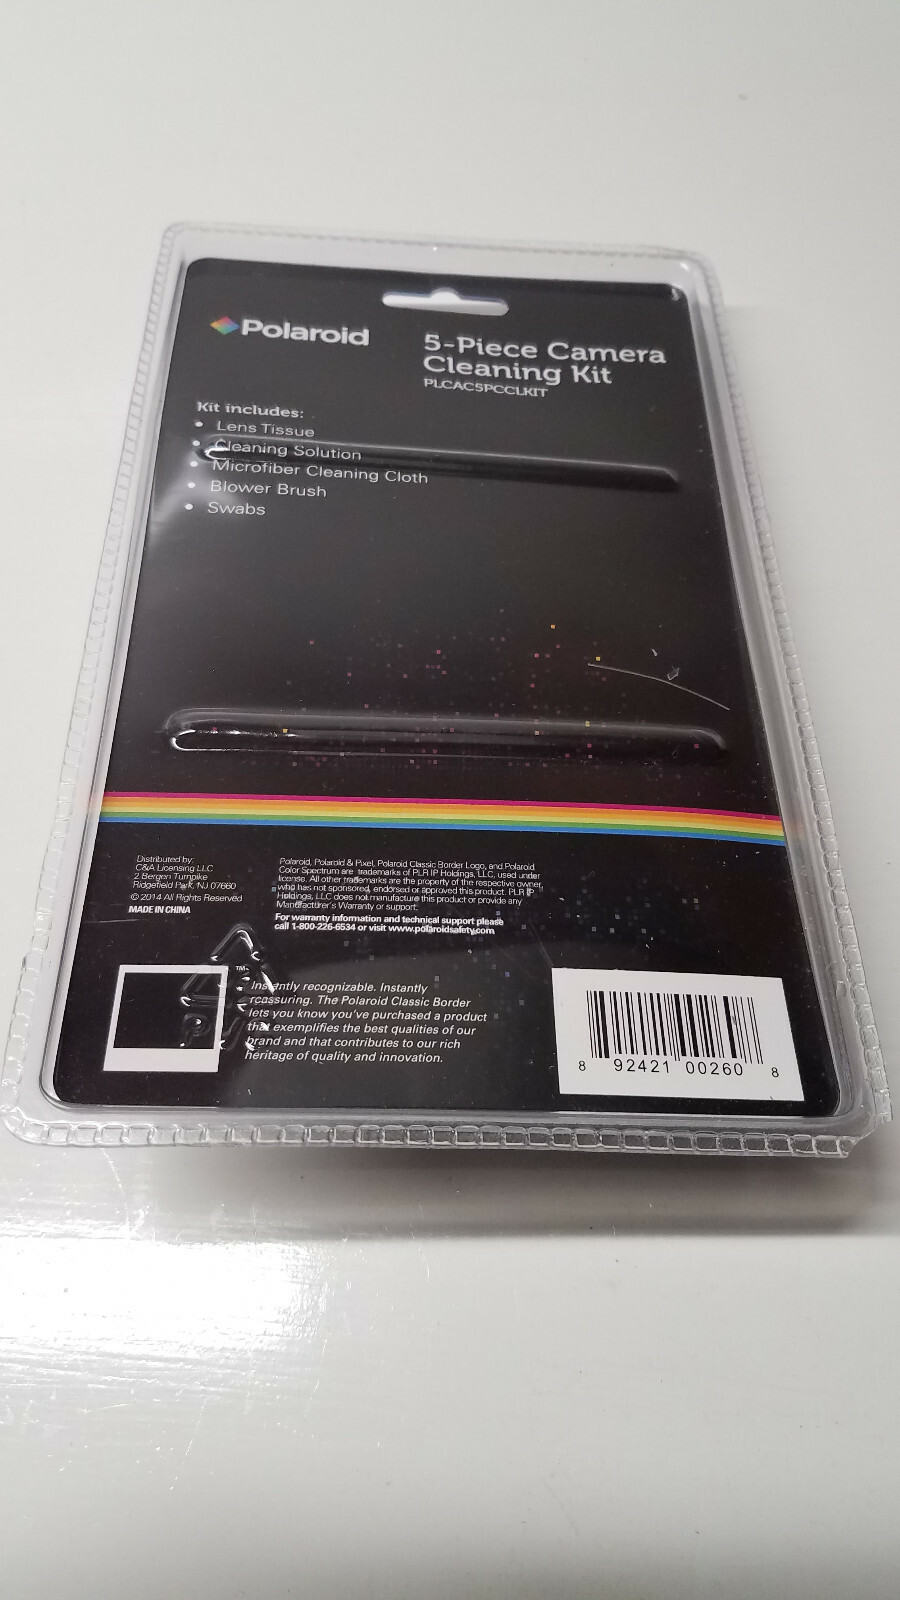 Polaroid
5-Piece Camera
Cleaning Kit
PLCACSPCCLKIT
Kit includes:
• Lens Tissue
• Cleaning Solution
• Microfiber Cleaning Cloth
• Blower Brush
• Swabs
Distributed by:
C&A Licensing LLC
2 Bergen Turnpike
Ridgefield Park, NJ 07660
© 2014 All Rights Reserved
MADE IN CHINA
Polaroid, Polaroid & Pixel, Polaroid Classic Border Logo, and Polaroid
Color Spectrum are trademarks of PLR IP Holdings, LLC, used under
license. All other trademarks are the property of the respective owner,
who has not sponsored, endorsed or approved this product. PLR IP
Holdings, LLC does not manufacture this product or provide any
Manufacturer's Warranty or support.
For warranty information and technical support please
call 1-800-226-6534 or visit www.polaroidsafety.com
TM
Instantly recognizable. Instantly
reassuring. The Polaroid Classic Border
lets you know you've purchased a product
that exemplifies the best qualities of our
brand and that contributes to our rich
heritage of quality and innovation.
8 92421 00260 8